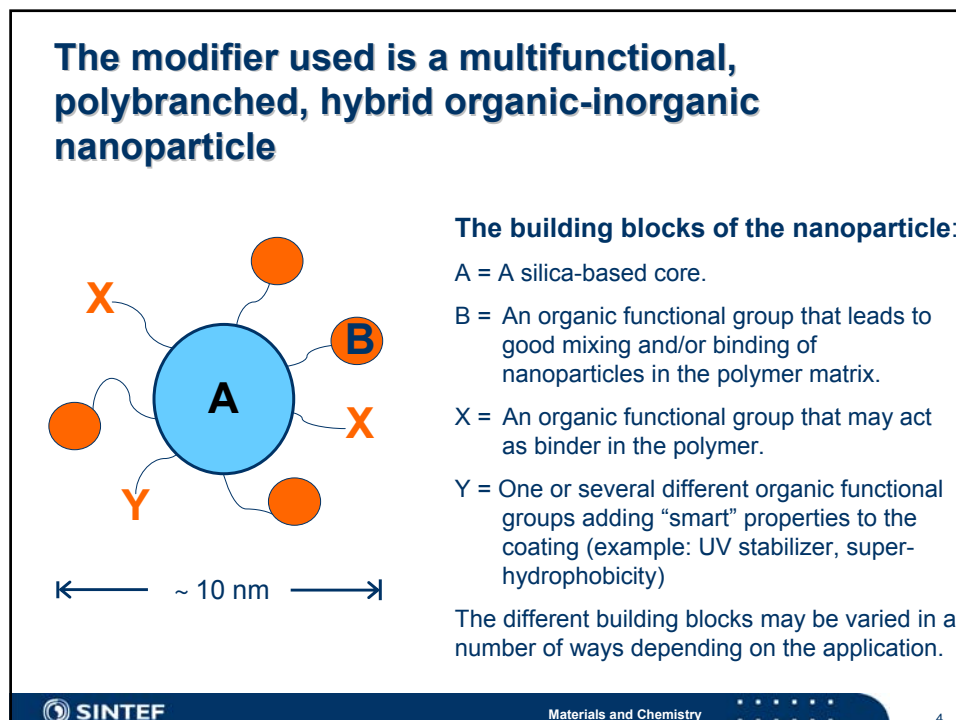 The modifier used is a multifunctional,
polybranched, hybrid organic-inorganic
nanoparticle
The building blocks of the nanoparticle:
A = A silica-based core.
B = An organic functional group that leads to
good mixing and/or binding of
nanoparticles in the polymer matrix.
X = An organic functional group that may act
as binder in the polymer.
Y = One or several different organic functional
groups adding “smart” properties to the
coating (example: UV stabilizer, super-
hydrophobicity)
The different building blocks may be varied in a
number of ways depending on the application.
X
B
A
X
Y
~ 10 nm
SINTEF
Materials and Chemistry
4